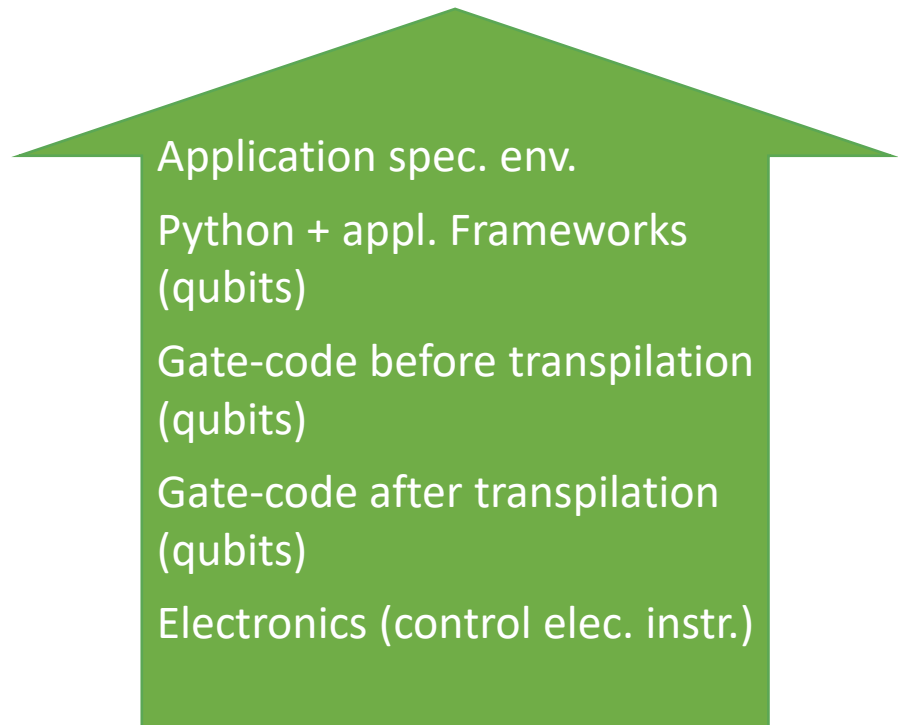 Application spec. env.
Python + appl. Frameworks
(qubits)
Gate-code before transpilation
(qubits)
Gate-code after transpilation
(qubits)
Electronics (control elec. instr.)